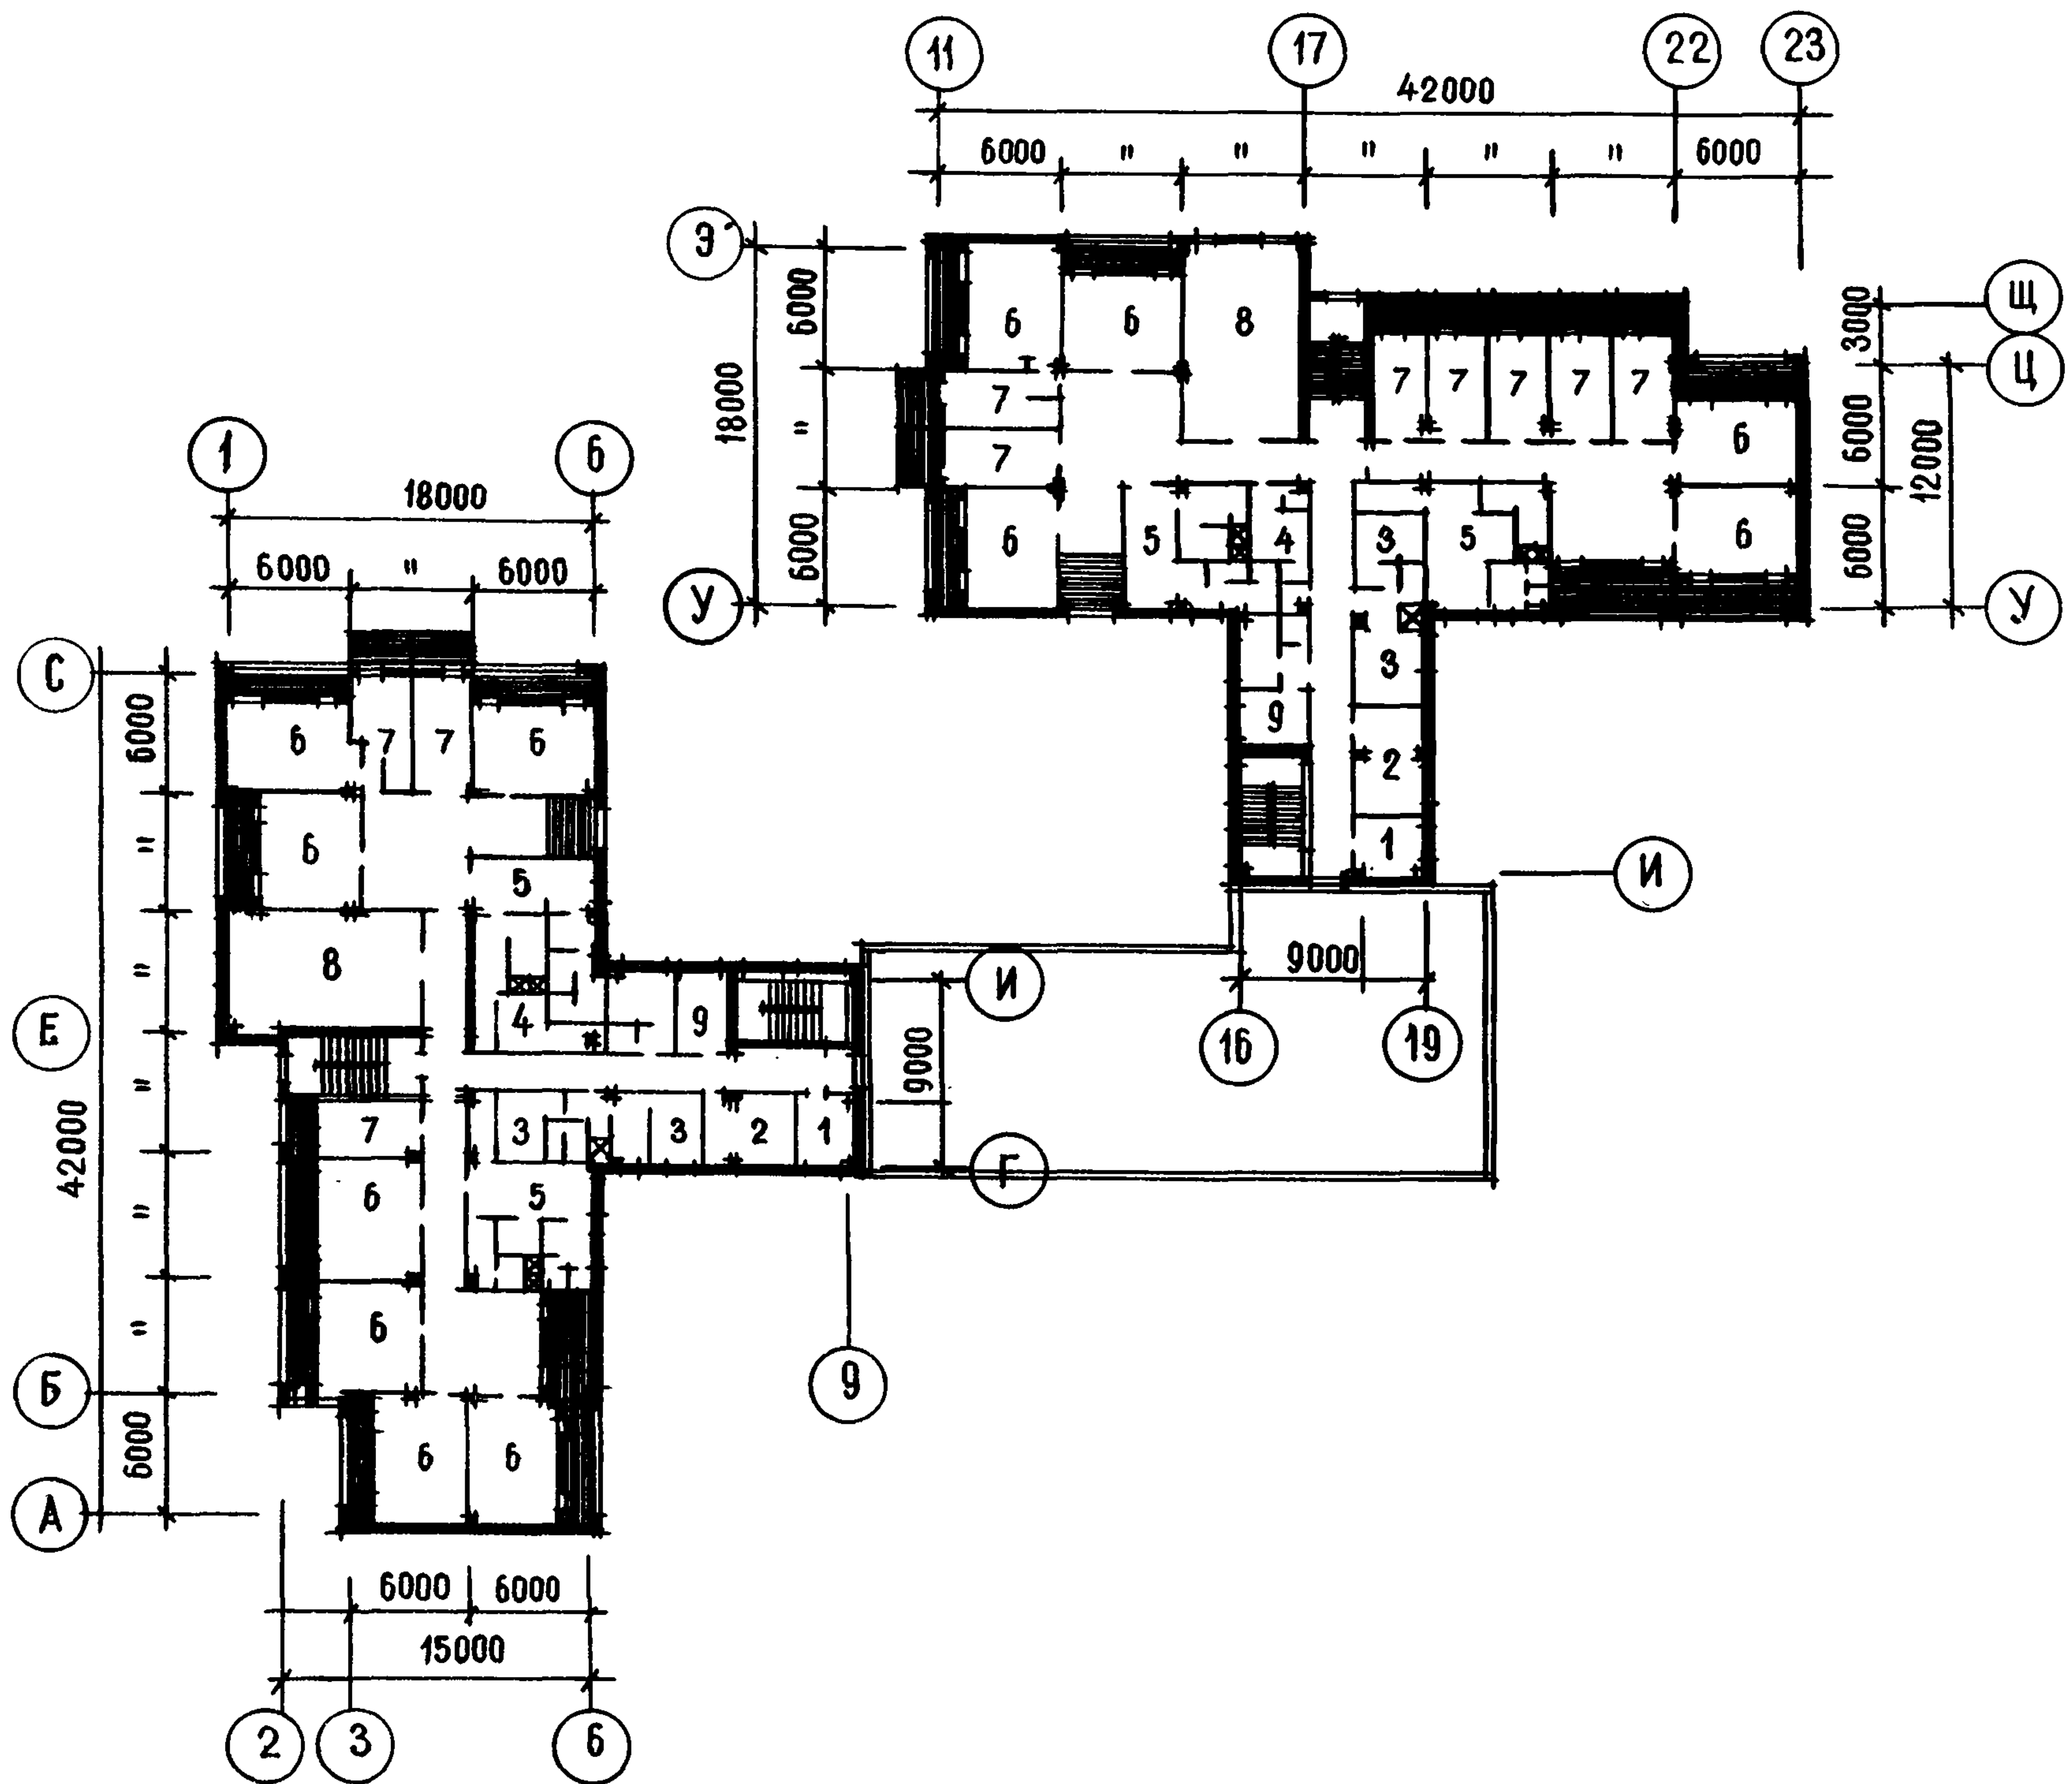 11 17 22 23
42000
6000 " " " " " 6000
Э
Щ
6000 6 6 8 3000
Ц
18000 7 7 7 7 7 7
" 7 6 6000 12000
1 6
18000
6000 6 5 4 3 5 6 6000
6000 " 6000
У У
С 3
6000 6 7 7 6 9
2
" 6 1
5 И
" 8 9000
И
Е 4 9 9000 16 19
" 7 3 3 2 1
42000 Г
" 6 5
" 6
Б 9
6000 6 6
А
6000 6000
15000
2 3 6